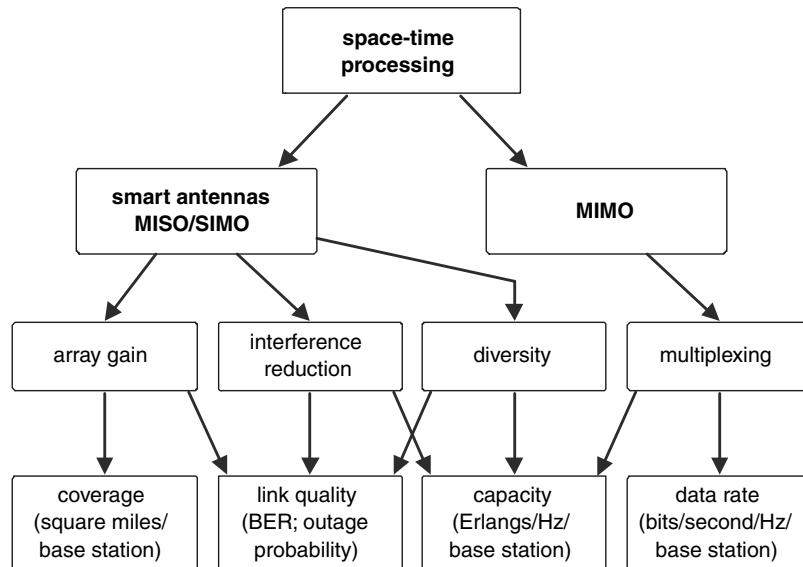 space-time
processing
smart antennas
MISO/SIMO
MIMO
array gain
interference
reduction
diversity
multiplexing
coverage
(square miles/
base station)
link quality
(BER; outage
probability)
capacity
(Erlangs/Hz/
base station)
data rate
(bits/second/Hz/
base station)